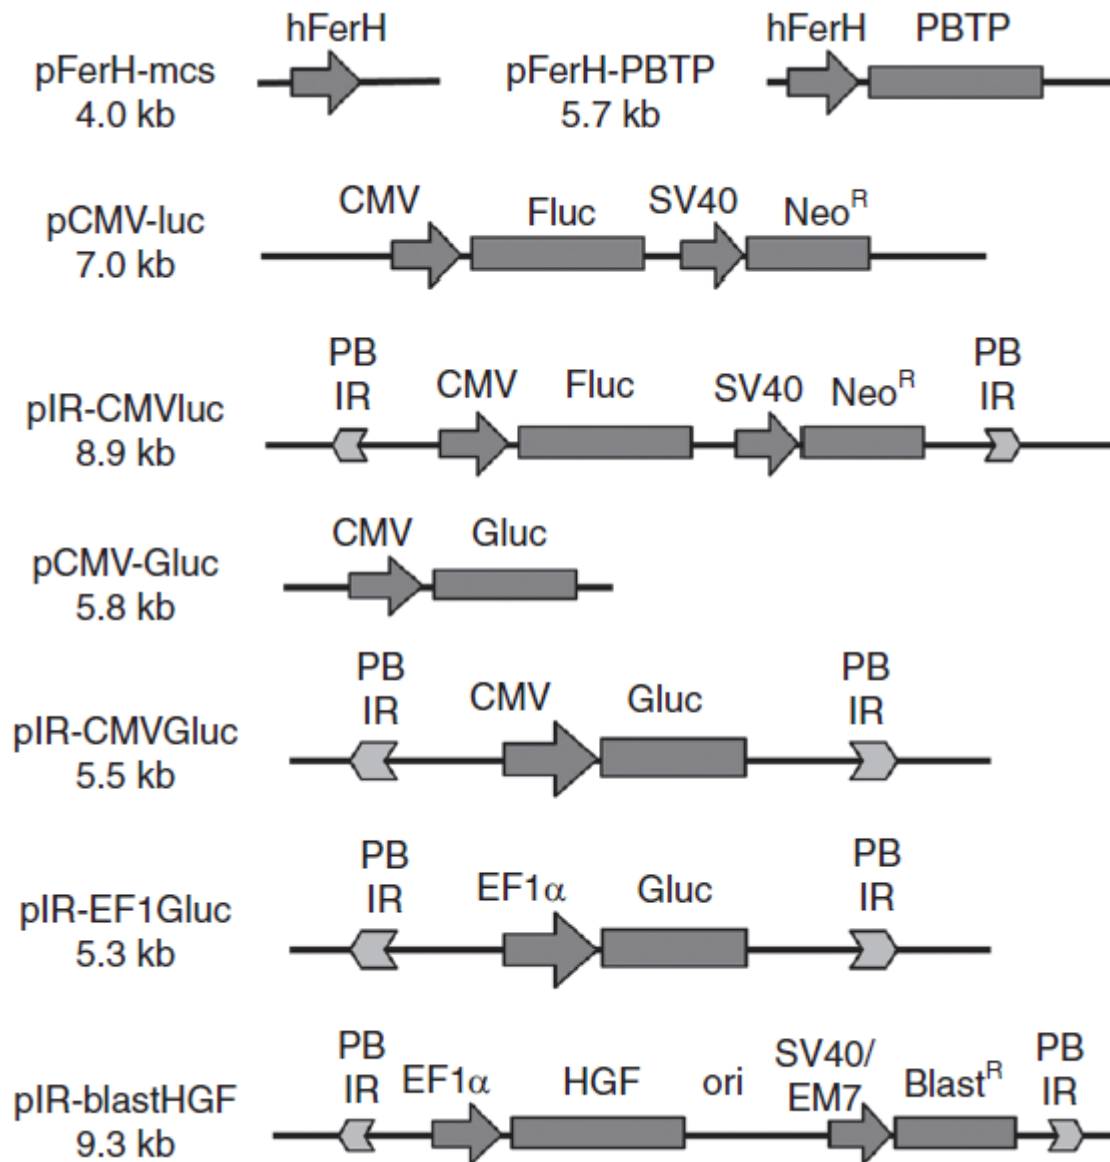 hFerH
hFerH PBTP
pFerH-mcs
4.0 kb
pFerH-PBTP
5.7 kb
CMV Fluc SV40 Neo^R
pCMV-luc
7.0 kb
PB
IR
CMV Fluc SV40 Neo^R
PB
IR
pIR-CMVluc
8.9 kb
CMV Gluc
pCMV-Gluc
5.8 kb
PB
IR
CMV Gluc
PB
IR
pIR-CMVGluc
5.5 kb
PB
IR
EF1α Gluc
PB
IR
pIR-EF1Gluc
5.3 kb
PB
IR
EF1α HGF ori
SV40/
EM7
Blast^R
PB
IR
pIR-blastHGF
9.3 kb